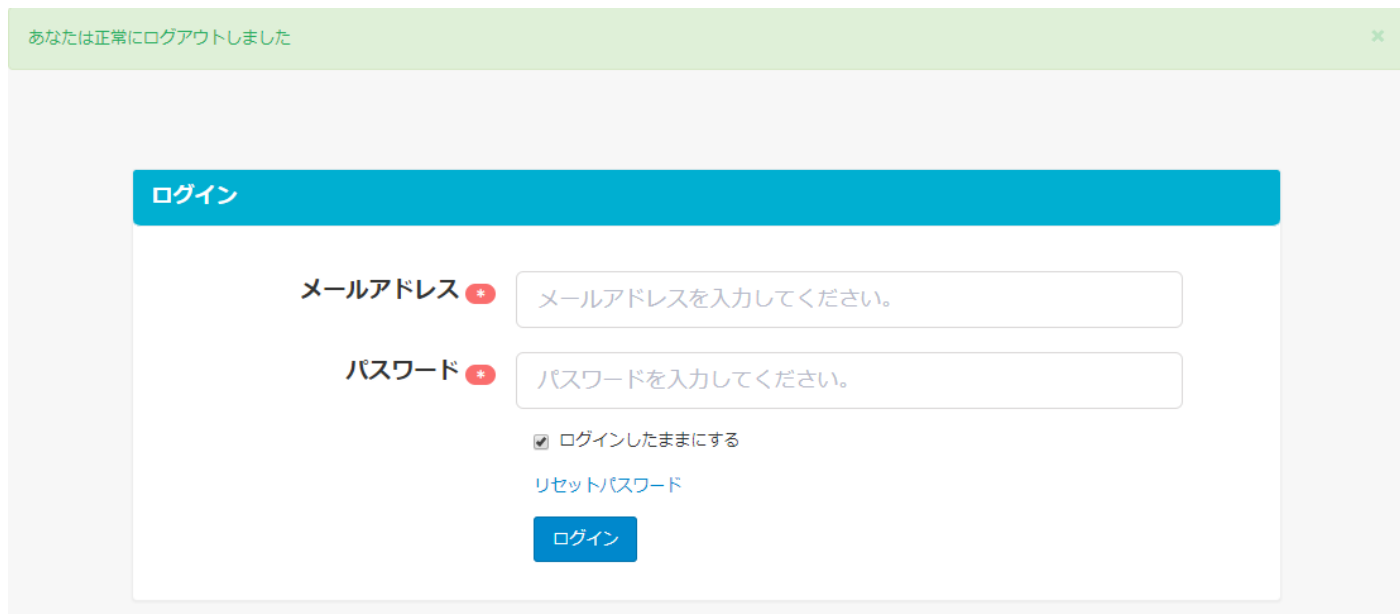 あなたは正常にログアウトしました ×
ログイン
メールアドレス *
メールアドレスを入力してください。
パスワード *
パスワードを入力してください。
ログインしたままにする
リセットパスワード
ログイン